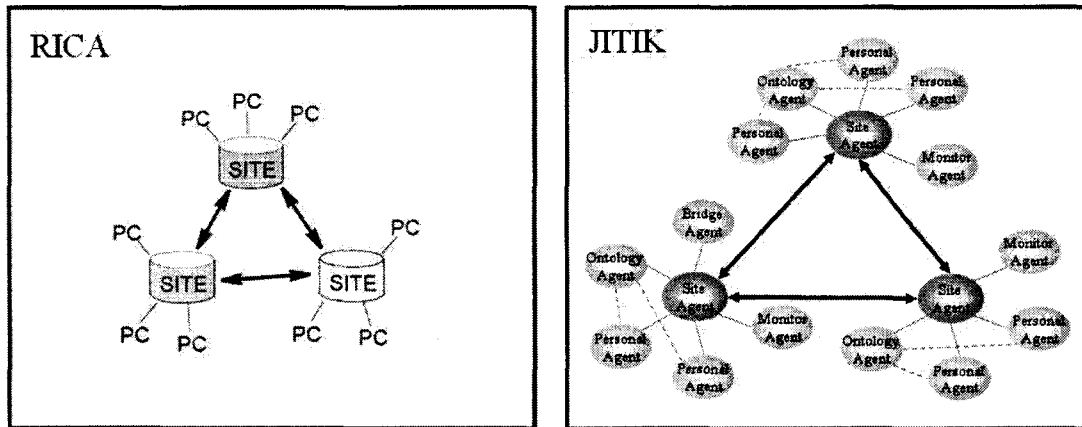 RICA
PC
PC
PC
SITE
PC
PC
SITE
SITE
PC
PC
PC
PC
JITIK
Personal
Agent
Ontology
Agent
Personal
Agent
Personal
Agent
Site
Agent
Monitor
Agent
Bridge
Agent
Ontology
Agent
Site
Agent
Monitor
Agent
Personal
Agent
Personal
Agent
Monitor
Agent
Site
Agent
Personal
Agent
Ontology
Agent
Personal
Agent